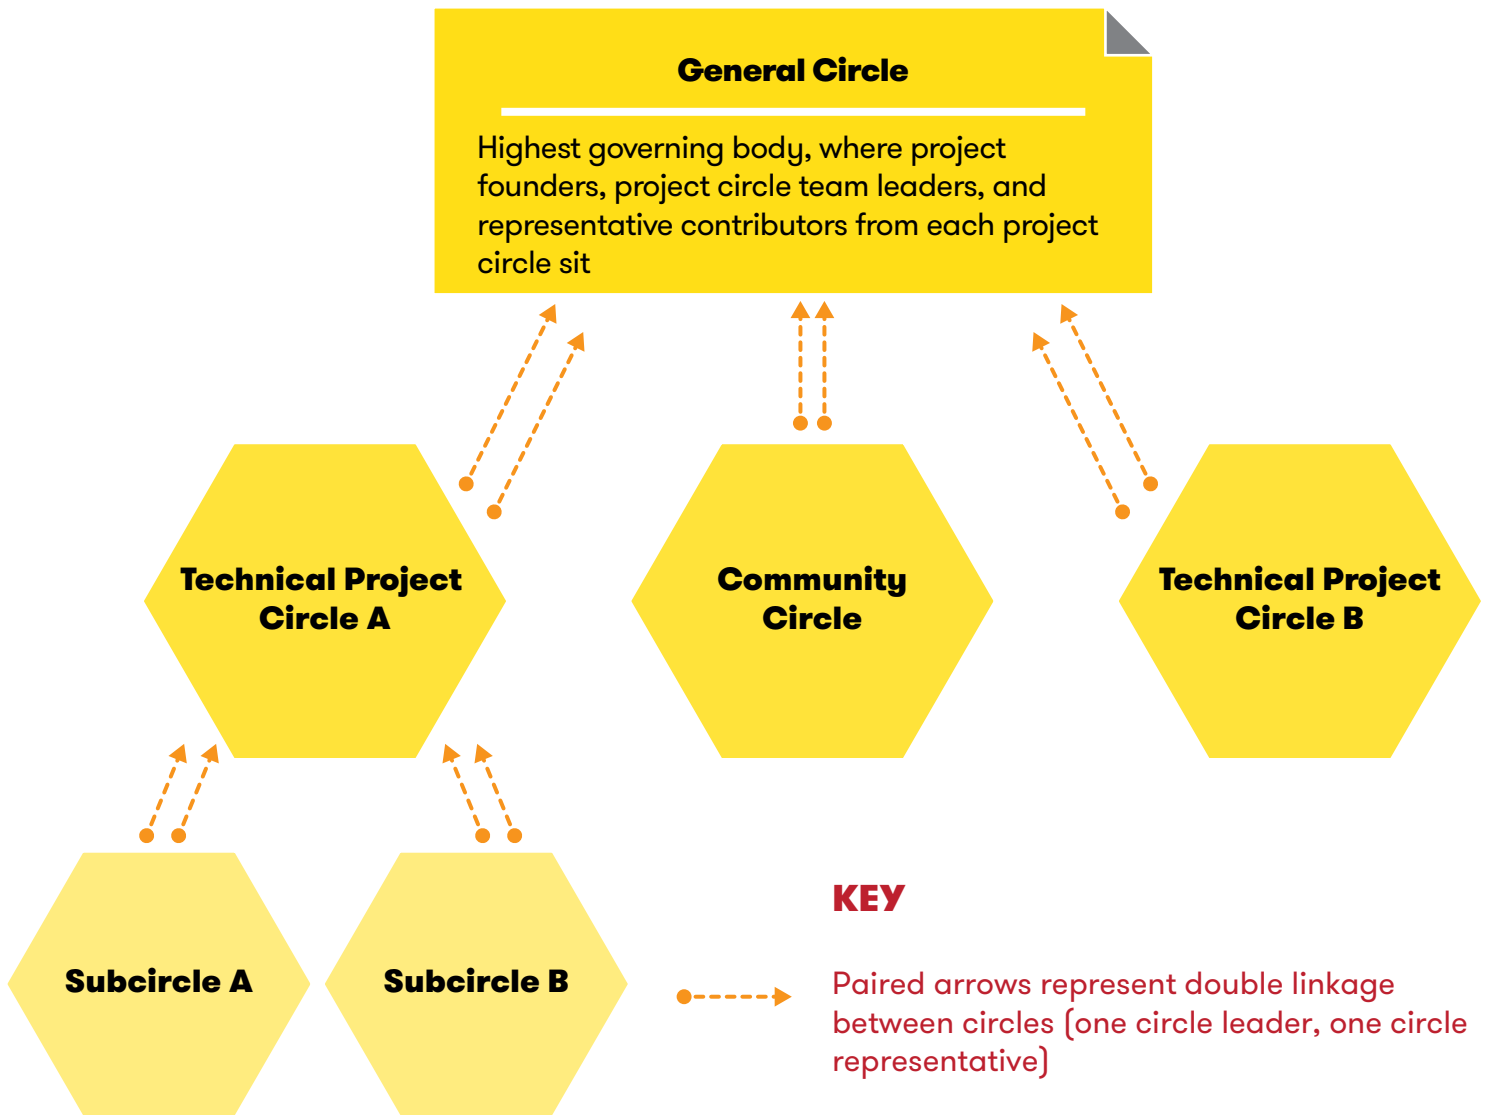 General Circle
Highest governing body, where project
founders, project circle team leaders, and
representative contributors from each project
circle sit
Technical Project
Circle A
Community
Circle
Technical Project
Circle B
Subcircle A
Subcircle B
KEY
Paired arrows represent double linkage
between circles (one circle leader, one circle
representative)